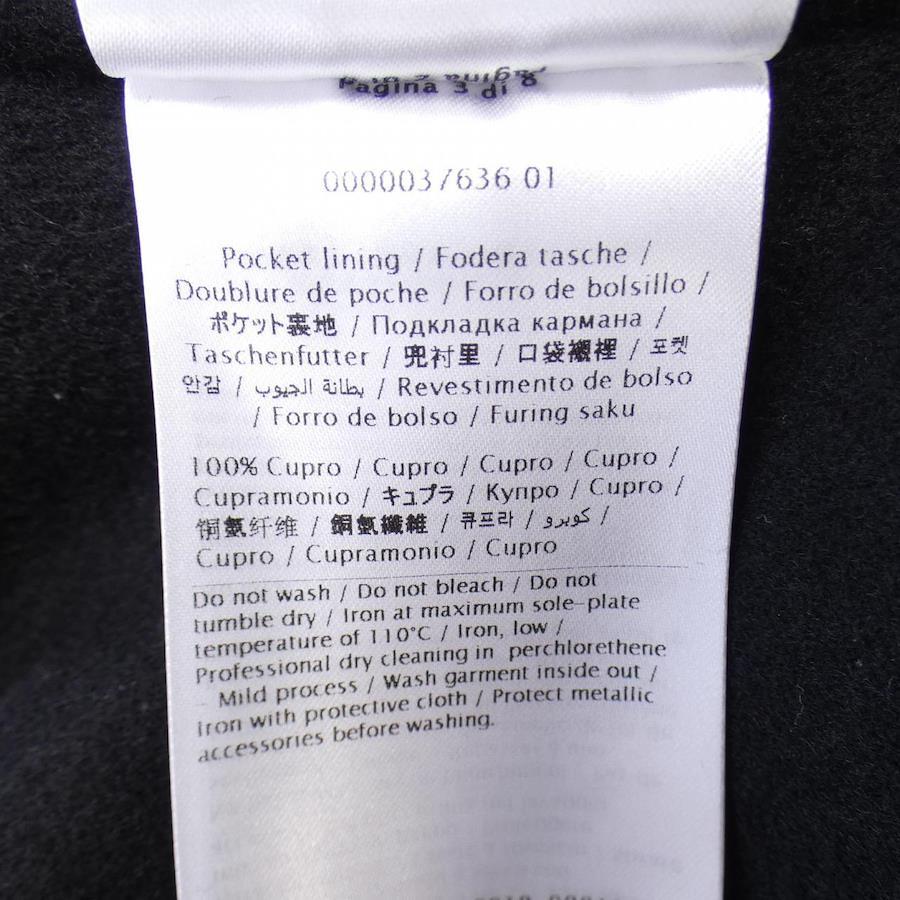 Pagina 3 di 8
0000037636 01
Pocket lining / Fodera tasche /
Doublure de poche / Forro de bolsillo /
ポケット裏地 / Подкладка кармана /
Taschenfutter / 兜衬里 / 口袋襯裡 / 포켓
안감 / بطانة الجيوب / Revestimento de bolso
/ Forro de bolso / Furing saku
100% Cupro / Cupro / Cupro / Cupro /
Cupramonio / キュプラ / Купро / Cupro /
铜氨纤维 / 銅氨纖維 / 큐프라 / كوبرو /
Cupro / Cupramonio / Cupro
Do not wash / Do not bleach / Do not
tumble dry / Iron at maximum sole-plate
temperature of 110°C / Iron, low /
Professional dry cleaning in perchlorethene
- Mild process / Wash garment inside out /
Iron with protective cloth / Protect metallic
accessories before washing.